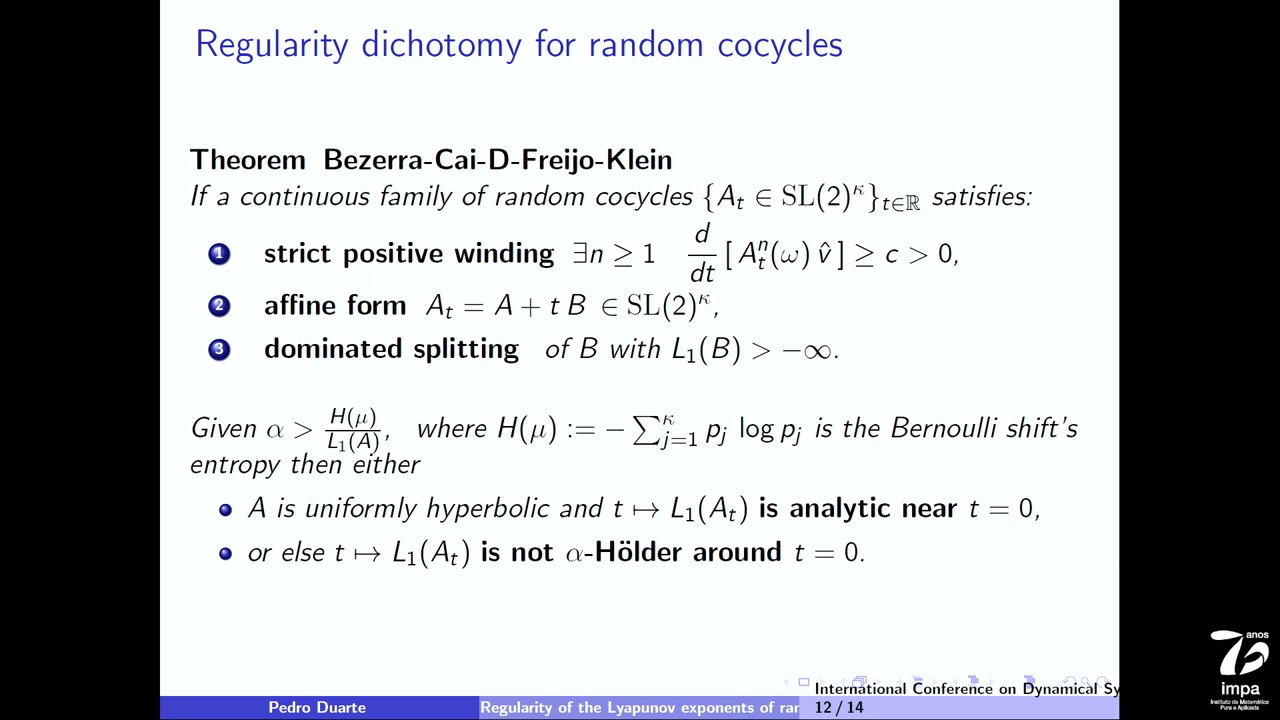 Regularity dichotomy for random cocycles
Theorem Bezerra-Cai-D-Freijo-Klein
If a continuous family of random cocycles {A_t ∈ SL(2)^κ}_{t∈ℝ} satisfies:
1 strict positive winding ∃n ≥ 1 d/dt [ A_t^n(ω) v̂ ] ≥ c > 0,
2 affine form A_t = A + t B ∈ SL(2)^κ,
3 dominated splitting of B with L_1(B) > −∞.
Given α > H(μ)/L_1(A), where H(μ) := − ∑_{j=1}^κ p_j log p_j is the Bernoulli shift's
entropy then either
A is uniformly hyperbolic and t ↦ L_1(A_t) is analytic near t = 0,
or else t ↦ L_1(A_t) is not α-Hölder around t = 0.
International Conference on Dynamical Sy
Pedro Duarte Regularity of the Lyapunov exponents of ran 12 / 14
anos
impa
Instituto de Matemática
Pura e Aplicada